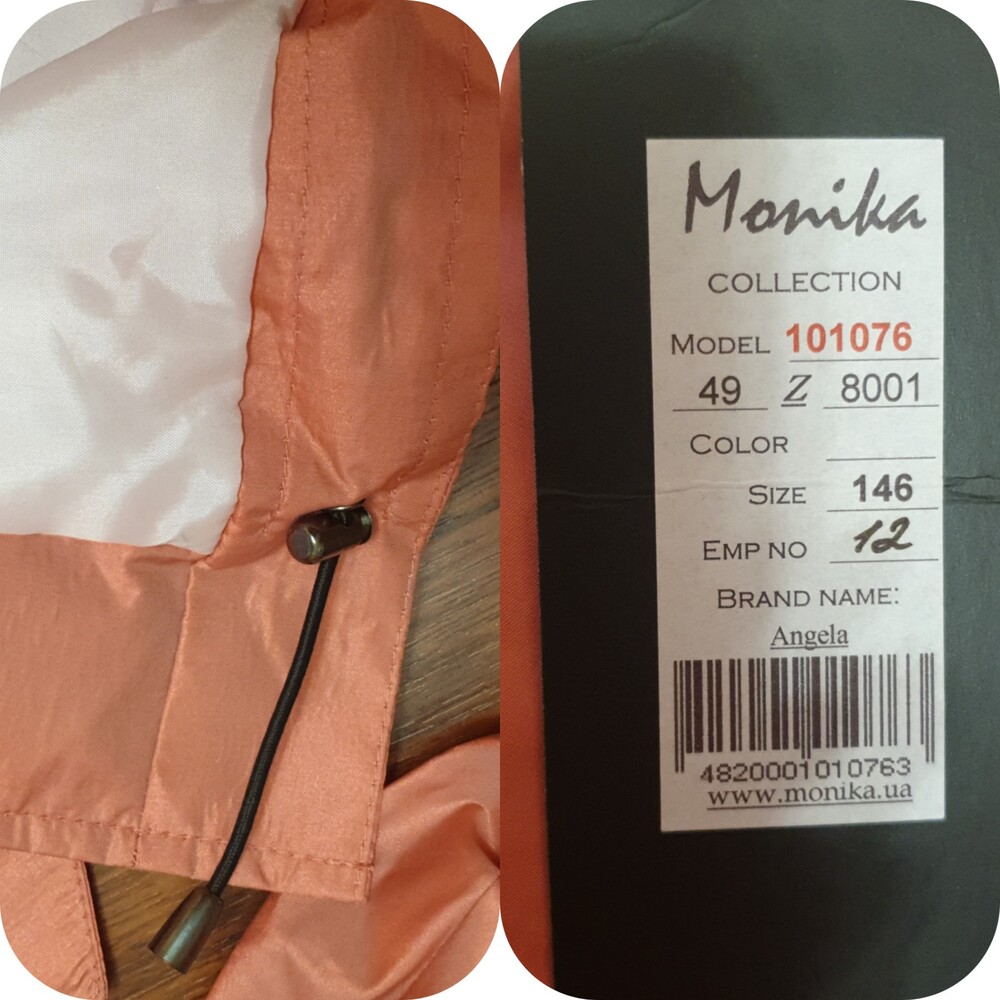 Monika
COLLECTION
MODEL 101076
49 Z 8001
COLOR
SIZE 146
EMP NO 12
BRAND NAME:
Angela
4820001010763
www.monika.ua